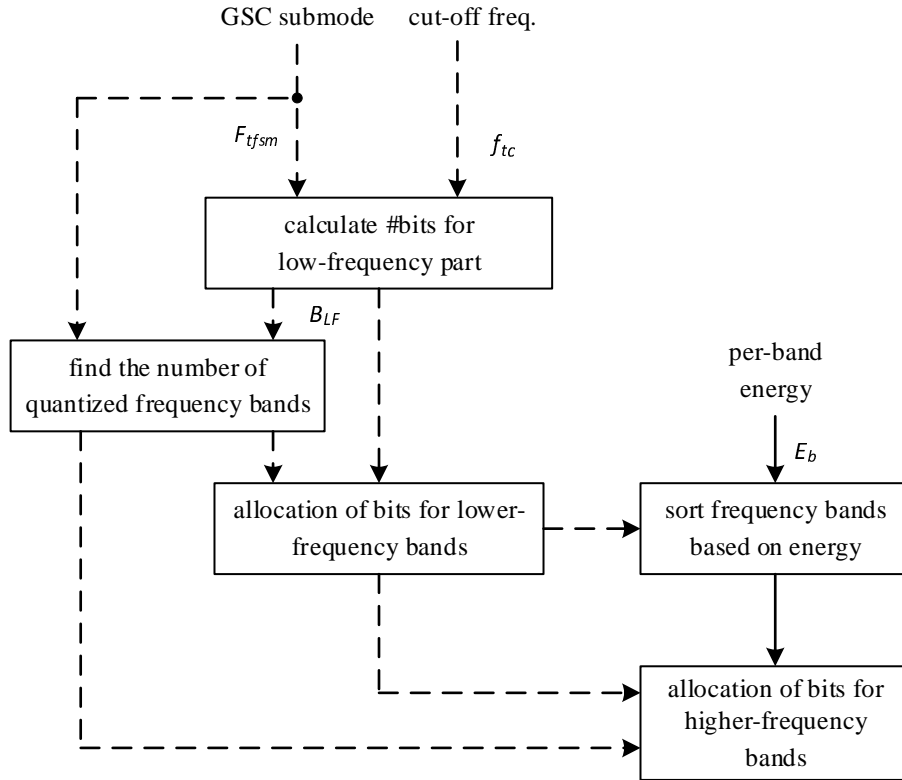 GSC submode
cut-off freq.
F_tfsm
f_tc
calculate #bits for
low-frequency part
B_LF
find the number of
quantized frequency bands
per-band
energy
E_b
allocation of bits for lower-
frequency bands
sort frequency bands
based on energy
allocation of bits for
higher-frequency
bands